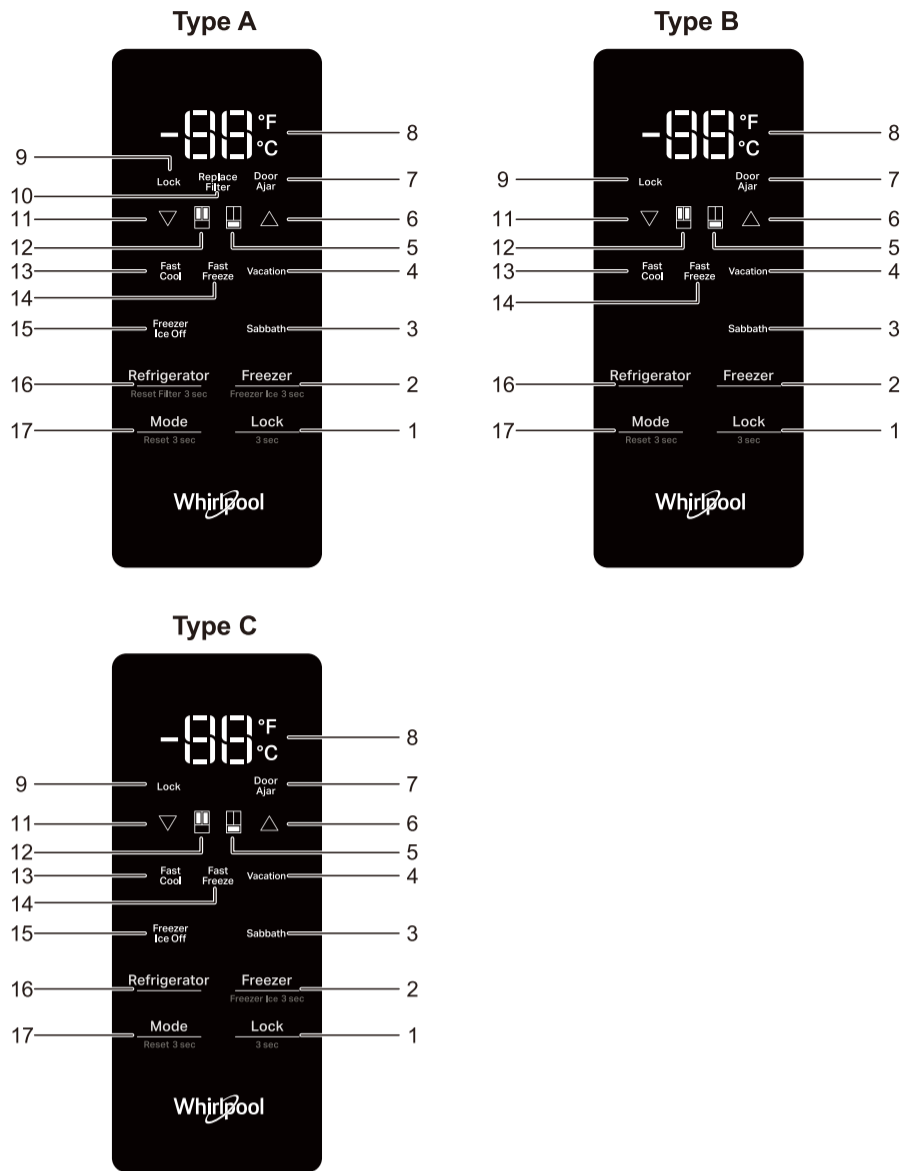 Type A
-88 °F
°C
8
9
Lock
Replace
Filter
Door
Ajar
7
10
11
6
12
5
13
Fast
Cool
Fast
Freeze
Vacation
4
14
15
Freezer
Ice Off
Sabbath
3
16
Refrigerator
Reset Filter 3 sec
Freezer
Freezer Ice 3 sec
2
17
Mode
Reset 3 sec
Lock
3 sec
1
Whirlpool
Type B
-88 °F
°C
8
9
Lock
Door
Ajar
7
11
6
12
5
13
Fast
Cool
Fast
Freeze
Vacation
4
14
Sabbath
3
16
Refrigerator
Freezer
2
17
Mode
Reset 3 sec
Lock
3 sec
1
Whirlpool
Type C
-88 °F
°C
8
9
Lock
Door
Ajar
7
11
6
12
5
13
Fast
Cool
Fast
Freeze
Vacation
4
14
15
Freezer
Ice Off
Sabbath
3
16
Refrigerator
Freezer
Freezer Ice 3 sec
2
17
Mode
Reset 3 sec
Lock
3 sec
1
Whirlpool